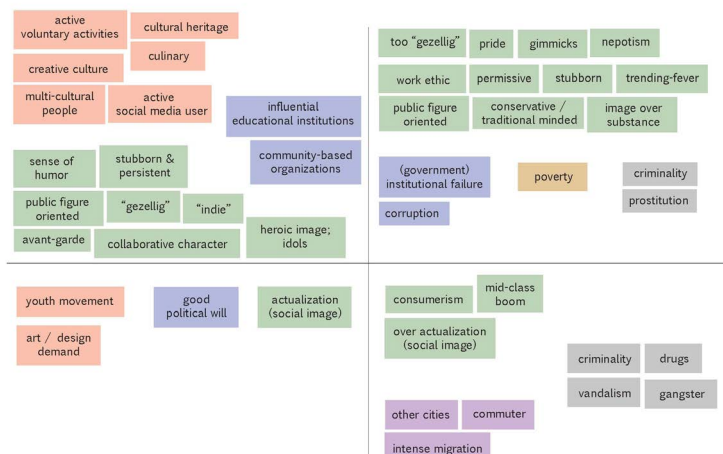 active
voluntary activities
cultural heritage
culinary
creative culture
multi-cultural
people
active
social media user
influential
educational institutions
community-based
organizations
sense of
humor
stubborn &
persistent
public figure
oriented
"gezellig"
"indie"
avant-garde
collaborative character
heroic image;
idols
too "gezellig"
pride
gimmicks
nepotism
work ethic
permissive
stubborn
trending-fever
public figure
oriented
conservative /
traditional minded
image over
substance
(government)
institutional failure
poverty
criminality
prostitution
corruption
youth movement
good
political will
actualization
(social image)
art / design
demand
consumerism
mid-class
boom
over actualization
(social image)
criminality
drugs
vandalism
gangster
other cities
commuter
intense migration